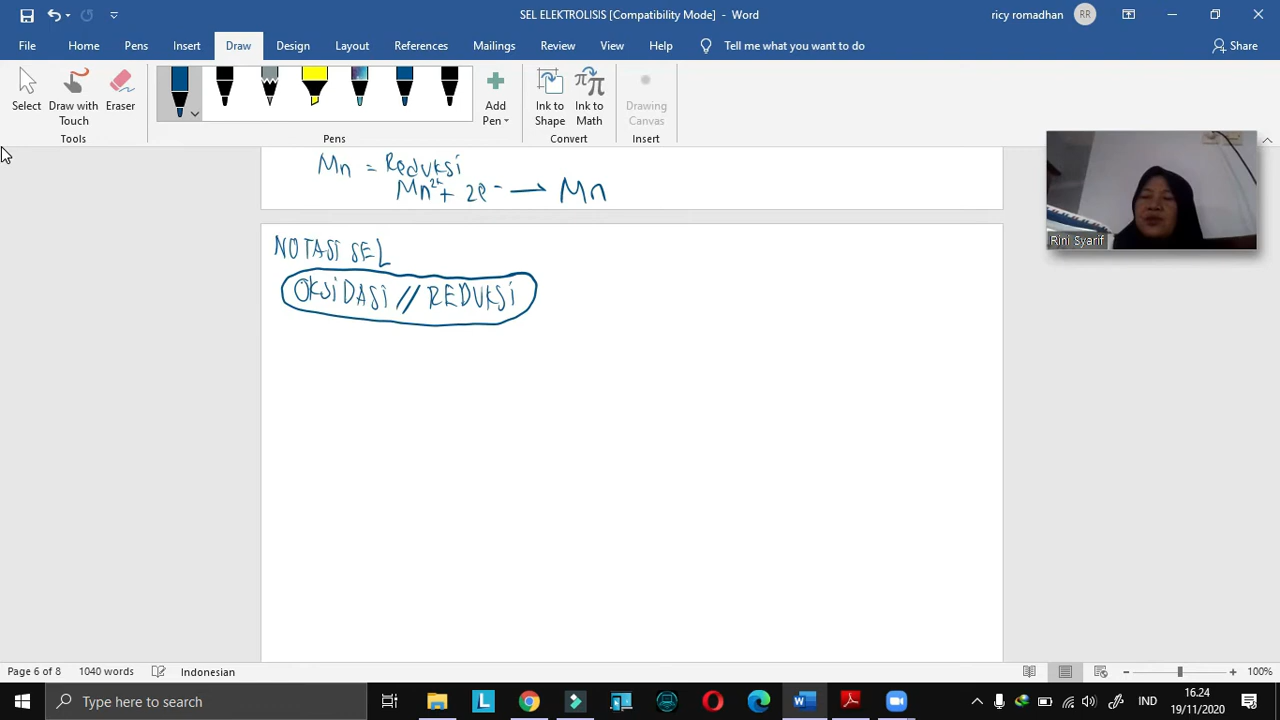 SEL ELEKTROLISIS [Compatibility Mode] - Word
ricy romadhan
RR
File Home Pens Insert Draw Design Layout References Mailings Review View Help Tell me what you want to do
Share
Select
Draw with Touch
Eraser
Add Pen
Ink to Shape
Ink to Math
Drawing Canvas
Tools
Pens
Convert
Insert
Mn = Reduksi
Mn2+ + 2e- → Mn
NOTASI SEL
OKSiDASi // REDUKSi
Rini Syarif
Page 6 of 8 1040 words Indonesian
100%
Type here to search
IND
16.24
19/11/2020